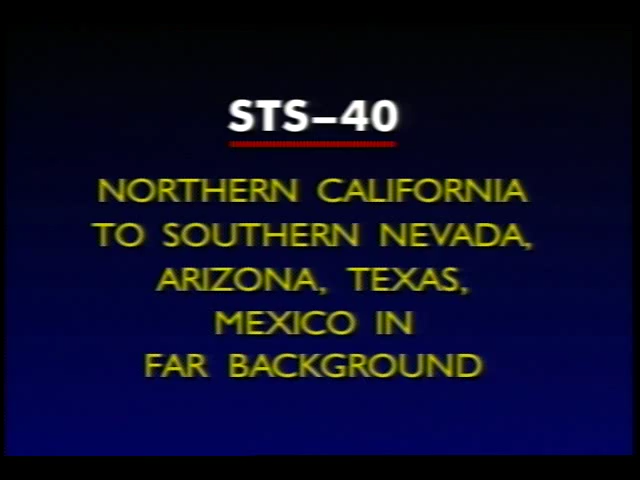 STS-40
NORTHERN CALIFORNIA
TO SOUTHERN NEVADA,
ARIZONA, TEXAS,
MEXICO IN
FAR BACKGROUND